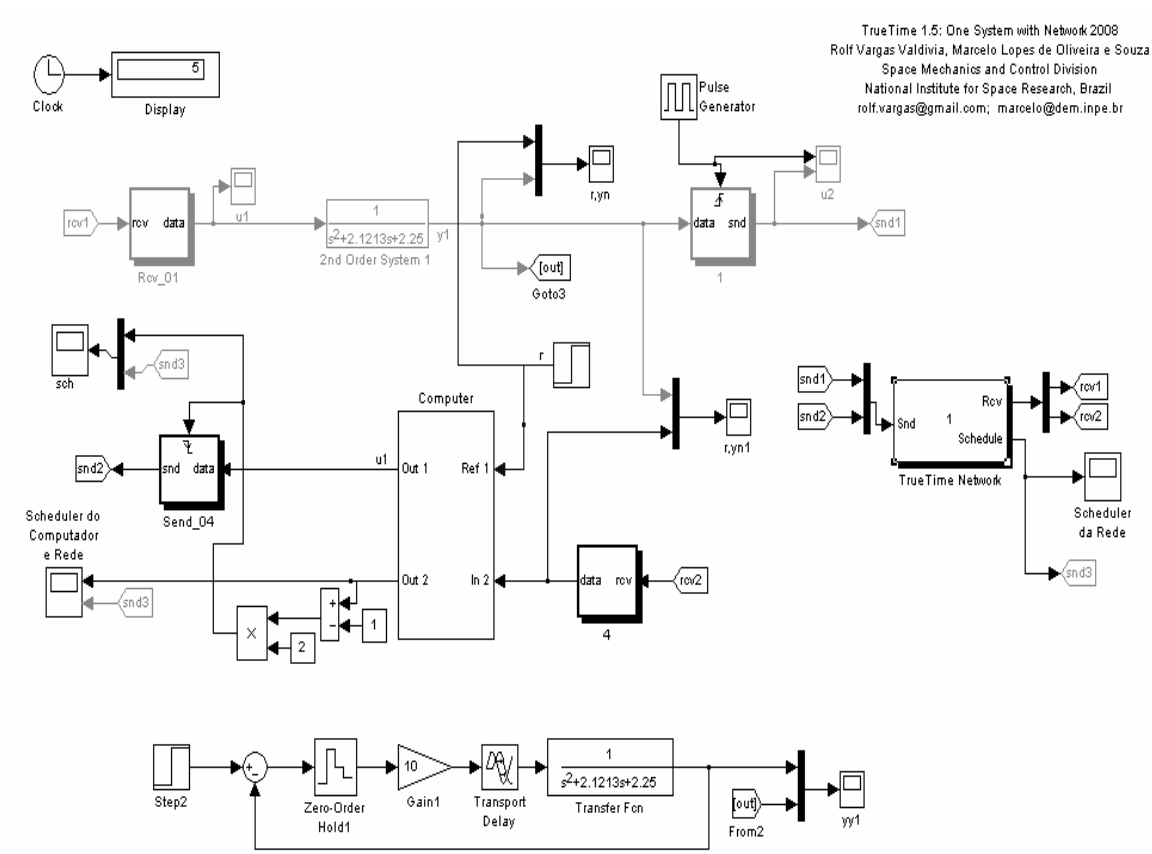 TrueTime 1.5: One System with Network 2008
Rolf Vargas Valdivia, Marcelo Lopes de Oliveira e Souza
Space Mechanics and Control Division
National Institute for Space Research, Brazil
rolf.vargas@gmail.com; marcelo@dem.inpe.br
5
Clock
Display
Pulse
Generator
r,yn
u2
rcv1
rcv data
Rcv_01
u1
1
s²+2.1213s+2.25
2nd Order System 1
y1
[out]
Goto3
data snd
1
snd1
sch
snd3
r
Computer
Out 1
Ref 1
Out 2
In 2
u1
snd2
snd data
Send_04
r,yn1
snd1
snd2
Snd
1
Rcv
Schedule
TrueTime Network
rcv1
rcv2
Scheduler
da Rede
snd3
Scheduler do
Computador
e Rede
snd3
X
2
+
−
1
data rcv
4
rcv2
Step2
+
−
Zero-Order
Hold1
10
Gain1
Transport
Delay
1
s²+2.1213s+2.25
Transfer Fcn
[out]
From2
yy1